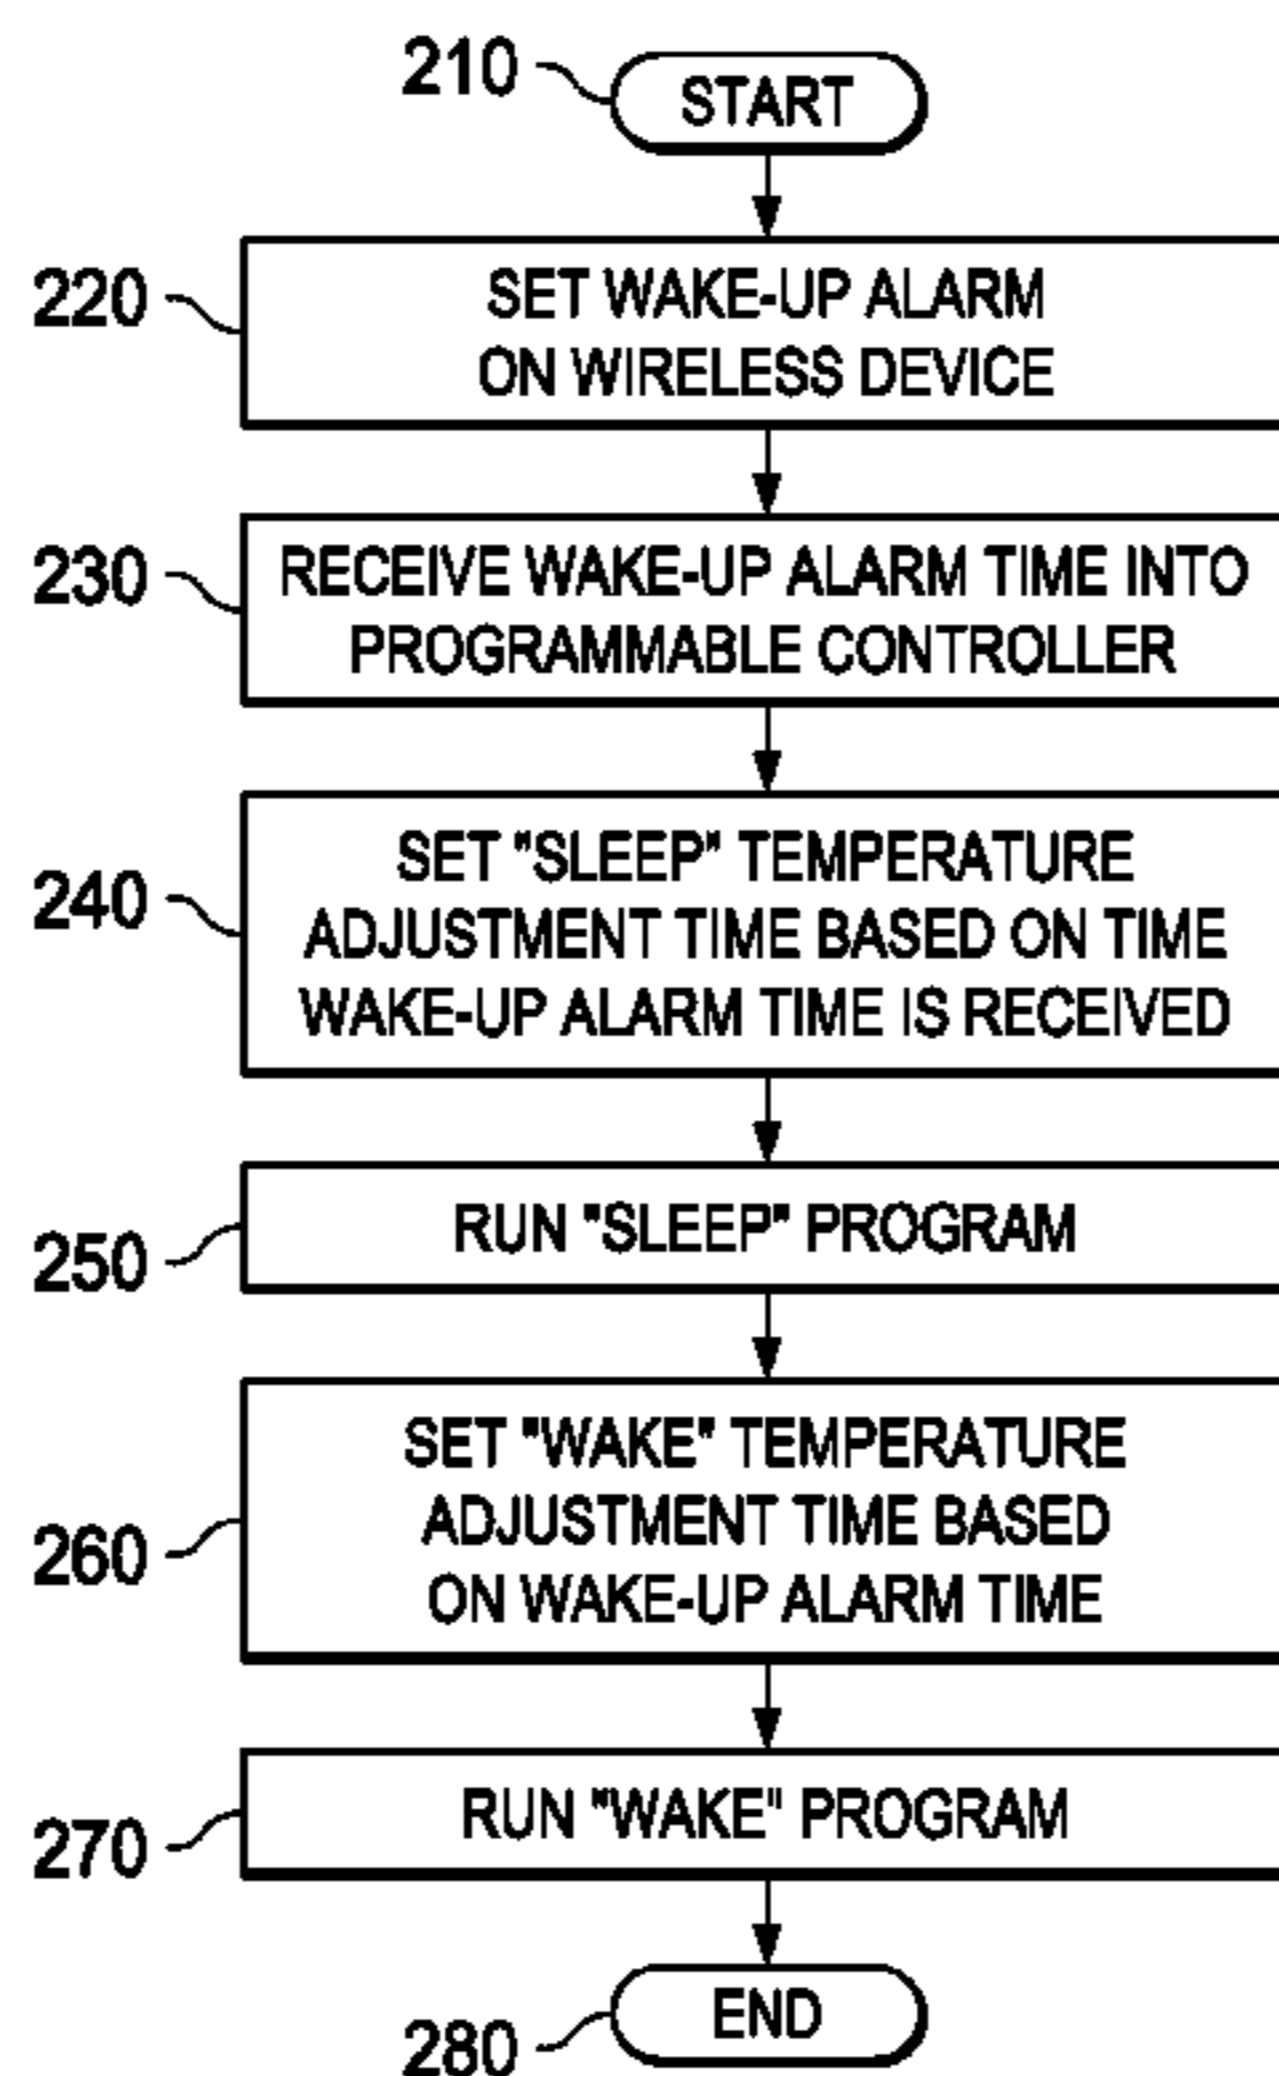 210
START
220
SET WAKE-UP ALARM
ON WIRELESS DEVICE
230
RECEIVE WAKE-UP ALARM TIME INTO
PROGRAMMABLE CONTROLLER
240
SET "SLEEP" TEMPERATURE
ADJUSTMENT TIME BASED ON TIME
WAKE-UP ALARM TIME IS RECEIVED
250
RUN "SLEEP" PROGRAM
260
SET "WAKE" TEMPERATURE
ADJUSTMENT TIME BASED
ON WAKE-UP ALARM TIME
270
RUN "WAKE" PROGRAM
280
END